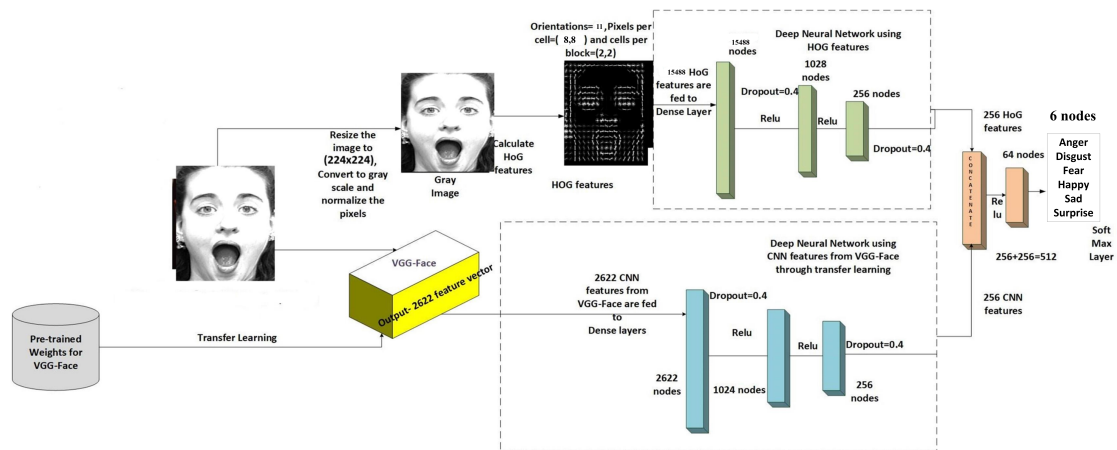 Orientations= 11 ,Pixels per
cell=( 8,8 ) and cells per
block=(2,2)
15488
nodes
Deep Neural Network using
HOG features
1028
nodes
15488 HoG
features are
fed to
Dense Layer
Dropout=0.4
256 nodes
Relu
Relu
Dropout=0.4
256 HoG
features
6 nodes
Anger
Disgust
Fear
Happy
Sad
Surprise
64 nodes
CONCATENATE
Re
lu
Soft
Max
Layer
256+256=512
Resize the
image to
(224x224),
Convert to gray
scale and
normalize the
pixels
Calculate
HoG
features
Gray
Image
HOG features
VGG-Face
Output- 2622 feature vector
Deep Neural Network using
CNN features from VGG-Face
through transfer learning
2622 CNN
features from
VGG-Face are fed
to
Dense layers
Dropout=0.4
Relu
Relu
Dropout=0.4
256 CNN
features
2622
nodes
1024 nodes
256
nodes
Pre-trained
Weights for
VGG-Face
Transfer Learning